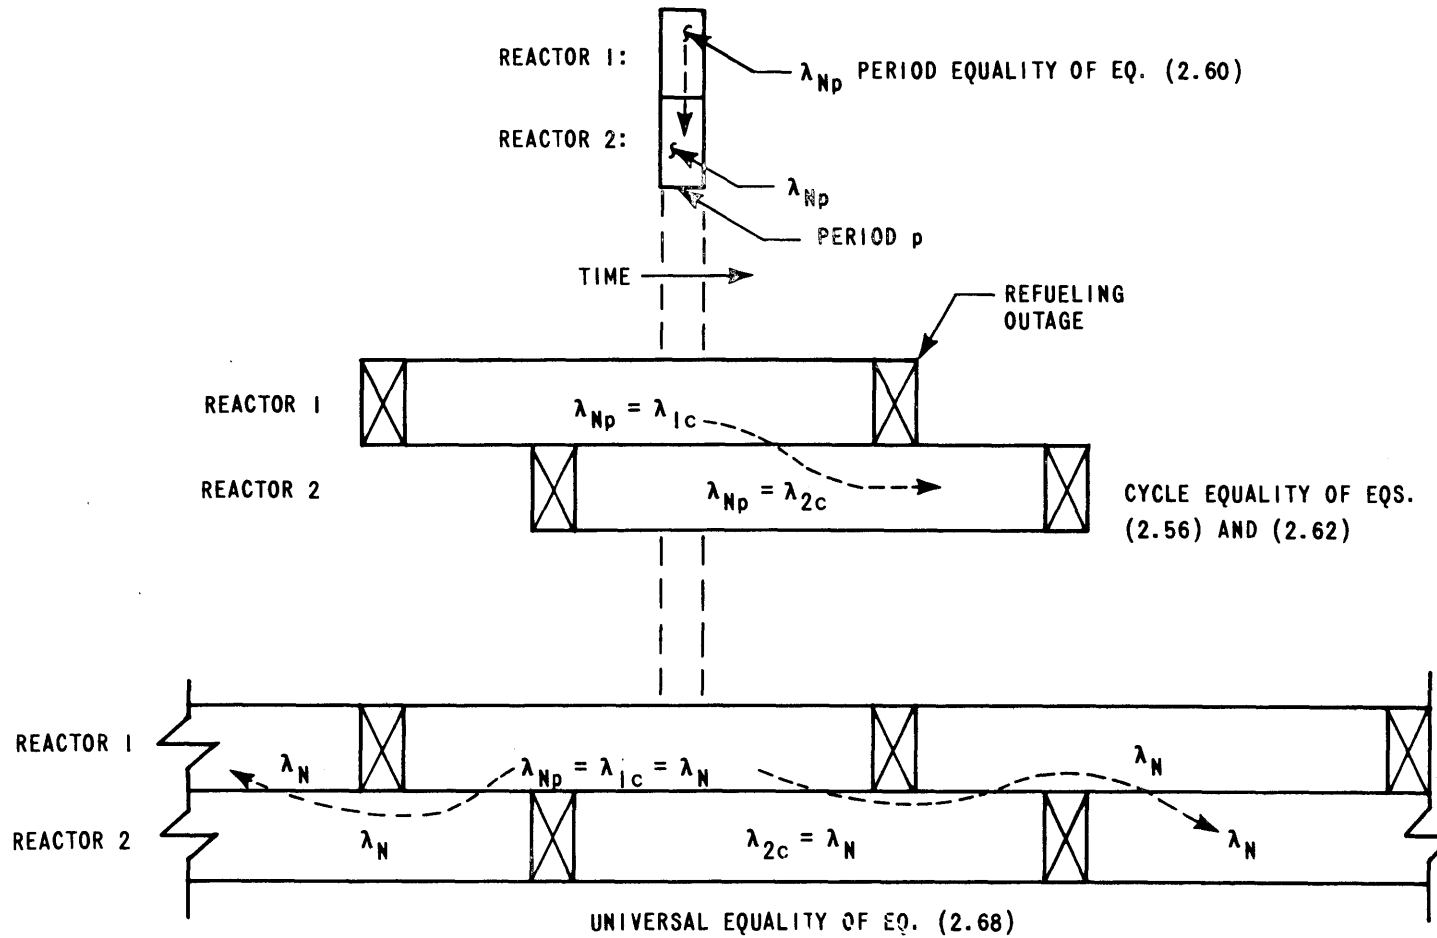 REACTOR 1:
λNp PERIOD EQUALITY OF EQ. (2.60)
REACTOR 2:
λNp
PERIOD p
TIME
REFUELING
OUTAGE
REACTOR 1
λNp = λ1c
REACTOR 2
λNp = λ2c
CYCLE EQUALITY OF EQS.
(2.56) AND (2.62)
REACTOR 1
λN
λNp = λ1c = λN
λN
REACTOR 2
λN
λ2c = λN
λN
UNIVERSAL EQUALITY OF EQ. (2.68)